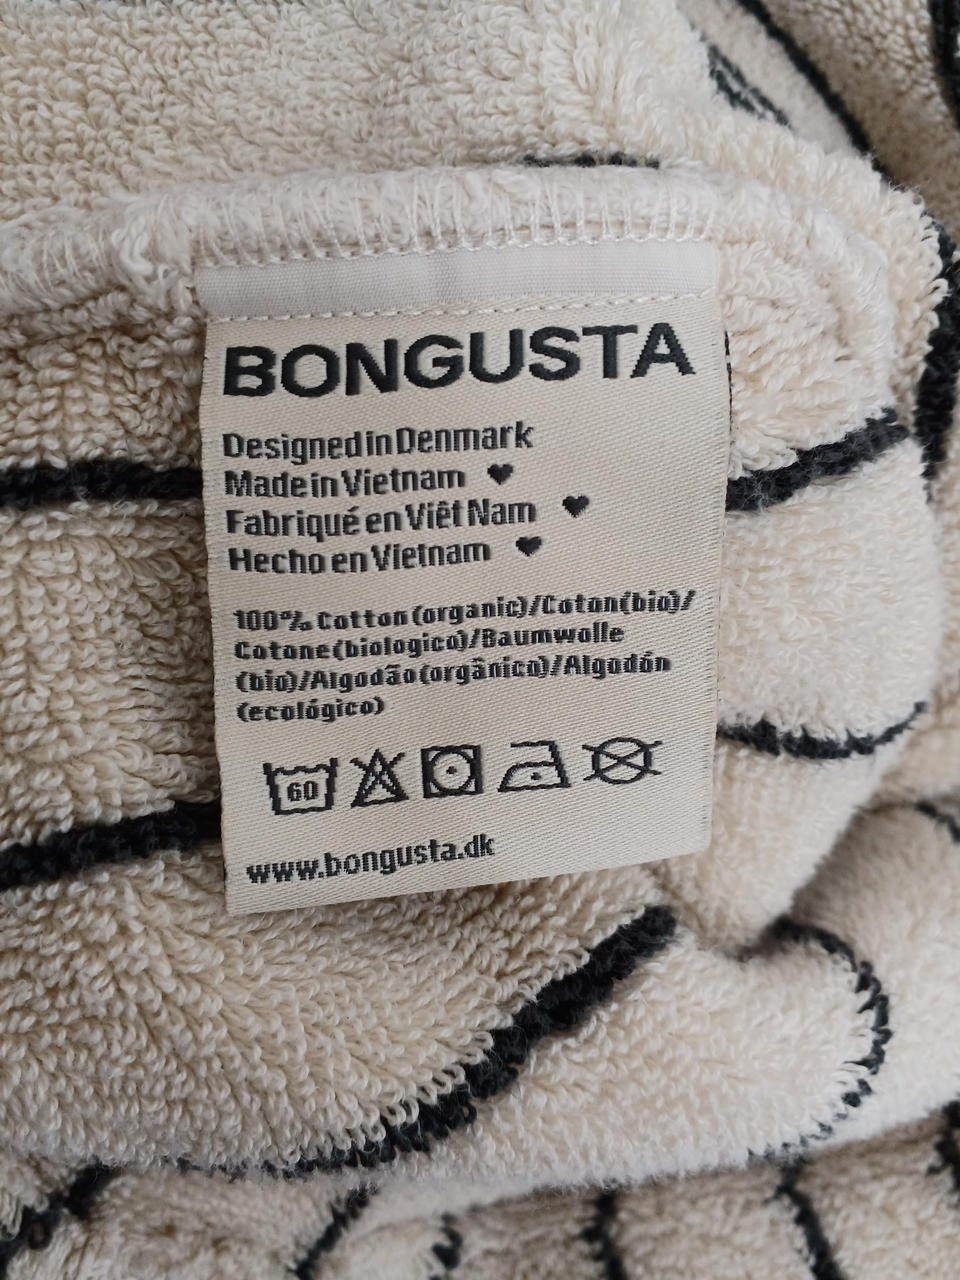 BONGUSTA
Designed in Denmark
Made in Vietnam ♥
Fabriqué en Viêt Nam ♥
Hecho en Vietnam ♥
100% Cotton (organic)/Coton(bio)/
Cotone(biologico)/Baumwolle
(bio)/Algodão(orgânico)/Algodón
(ecológico)
60
www.bongusta.dk